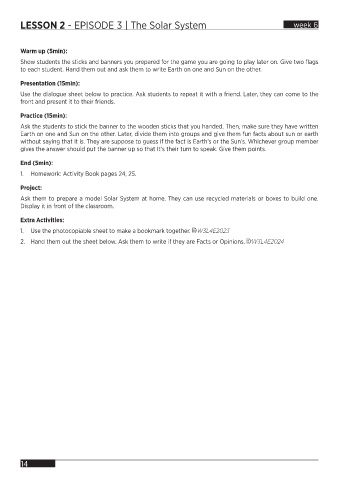 LESSON 2 - EPISODE 3 | The Solar System
week 6
Warm up (5min):
Show students the sticks and banners you prepared for the game you are going to play later on. Give two flags
to each student. Hand them out and ask them to write Earth on one and Sun on the other.
Presentation (15min):
Use the dialogue sheet below to practice. Ask students to repeat it with a friend. Later, they can come to the
front and present it to their friends.
Practice (15min):
Ask the students to stick the banner to the wooden sticks that you handed. Then, make sure they have written
Earth on one and Sun on the other. Later, divide them into groups and give them fun facts about sun or earth
without saying that it is. They are suppose to guess if the fact is Earth's or the Sun's. Whichever group member
gives the answer should put the banner up so that it's their turn to speak. Give them points.
End (5min):
1. Homework: Activity Book pages 24, 25.
Project:
Ask them to prepare a model Solar System at home. They can use recycled materials or boxes to build one.
Display it in front of the classroom.
Extra Activities:
1. Use the photocopiable sheet to make a bookmark together. W3L4E2023
2. Hand them out the sheet below. Ask them to write if they are Facts or Opinions. W3L4E2024
14